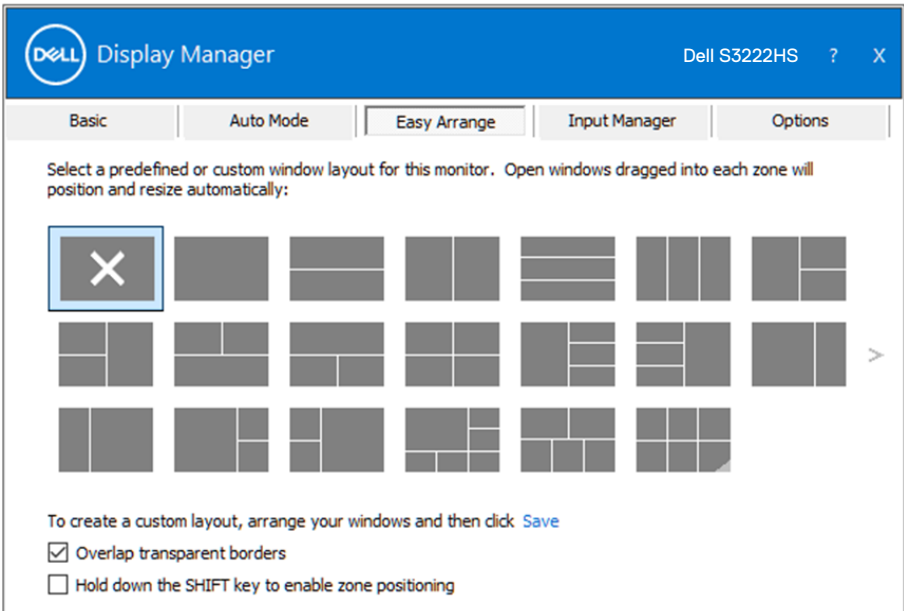 DELL Display Manager Dell S3222HS ? X
Basic Auto Mode Easy Arrange Input Manager Options
Select a predefined or custom window layout for this monitor. Open windows dragged into each zone will
position and resize automatically:
>
To create a custom layout, arrange your windows and then click Save
Overlap transparent borders
Hold down the SHIFT key to enable zone positioning